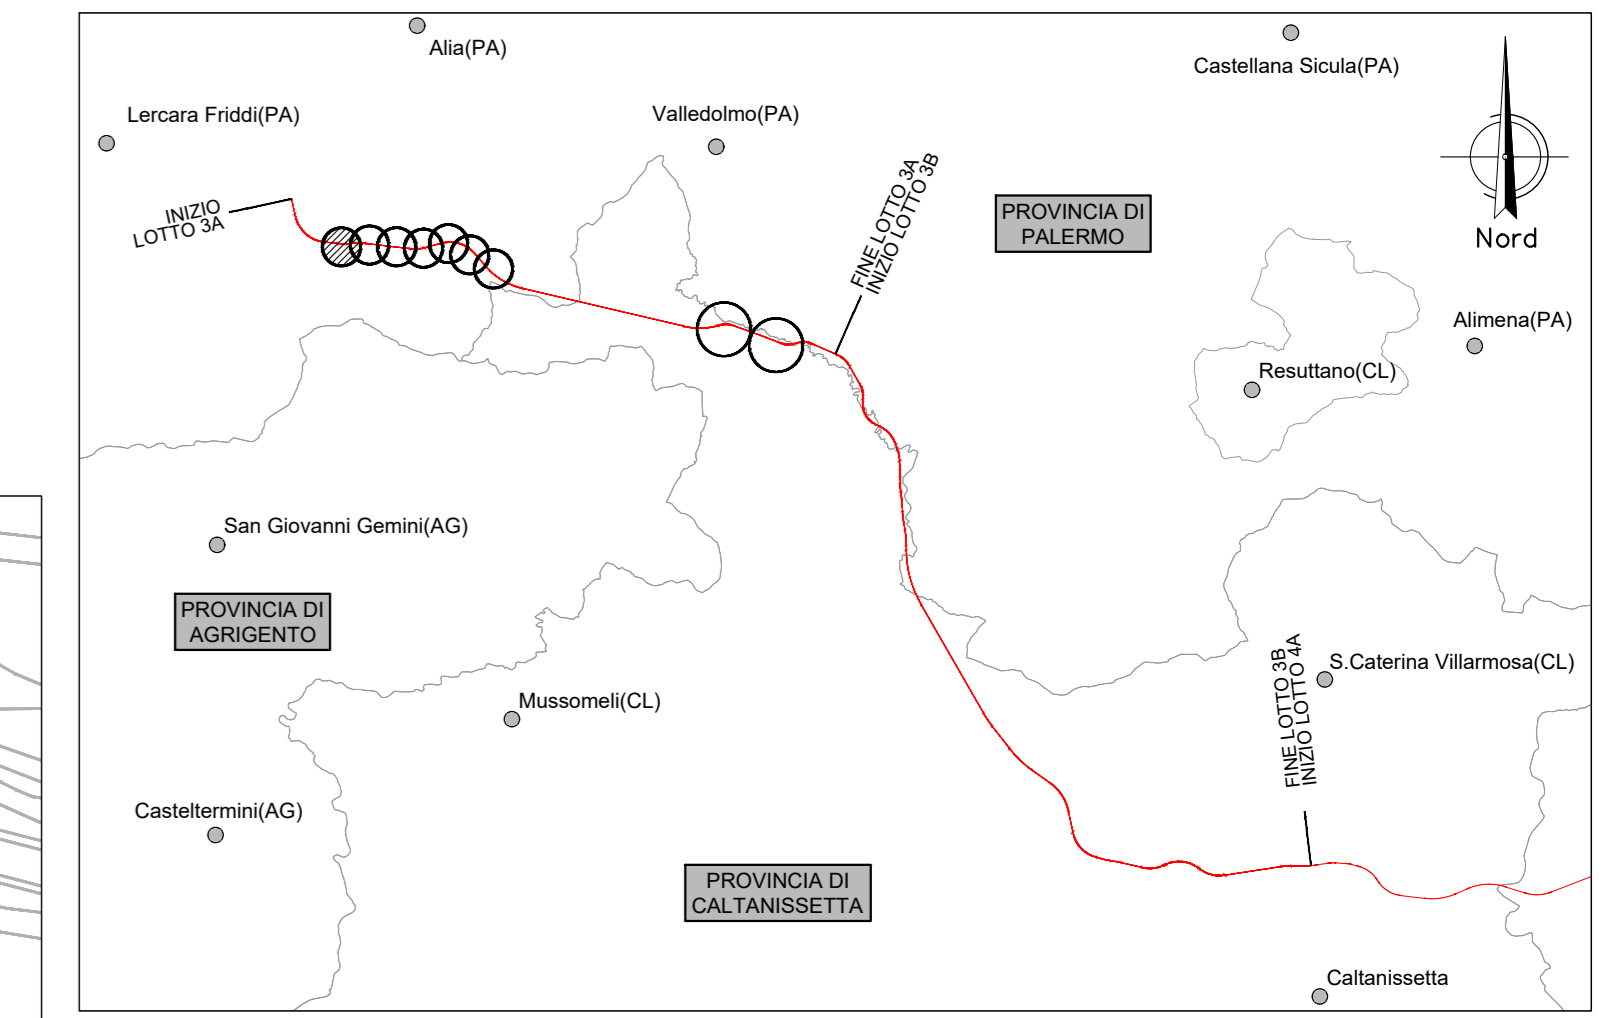 Alia(PA)
Castellana Sicula(PA)
Lercara Friddi(PA)
Valledolmo(PA)
INIZIO
LOTTO 3A
FINE LOTTO 3A
INIZIO LOTTO 3B
PROVINCIA DI
PALERMO
Nord
Alimena(PA)
Resuttano(CL)
San Giovanni Gemini(AG)
PROVINCIA DI
AGRIGENTO
FINE LOTTO 3B
INIZIO LOTTO 4A
S.Caterina Villarmosa(CL)
Mussomeli(CL)
Casteltermini(AG)
PROVINCIA DI
CALTANISSETTA
Caltanissetta